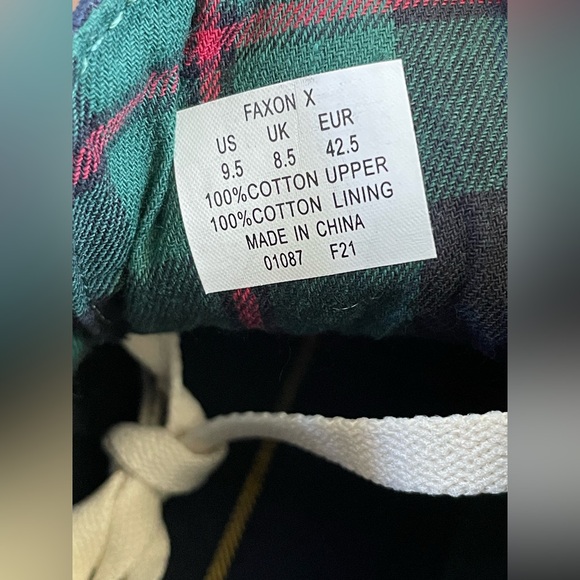 FAXON X
US UK EUR
9.5 8.5 42.5
100%COTTON UPPER
100%COTTON LINING
MADE IN CHINA
01087 F21